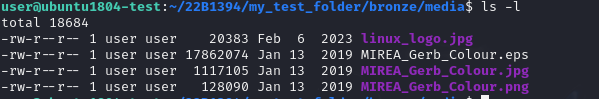 user@ubuntu1804-test:~/22B1394/my_test_folder/bronze/media$ ls -l
total 18684
-rw-r--r-- 1 user user    20383 Feb  6  2023 linux_logo.jpg
-rw-r--r-- 1 user user 17862074 Jan 13  2019 MIREA_Gerb_Colour.eps
-rw-r--r-- 1 user user  1117105 Jan 13  2019 MIREA_Gerb_Colour.jpg
-rw-r--r-- 1 user user   128090 Jan 13  2019 MIREA_Gerb_Colour.png